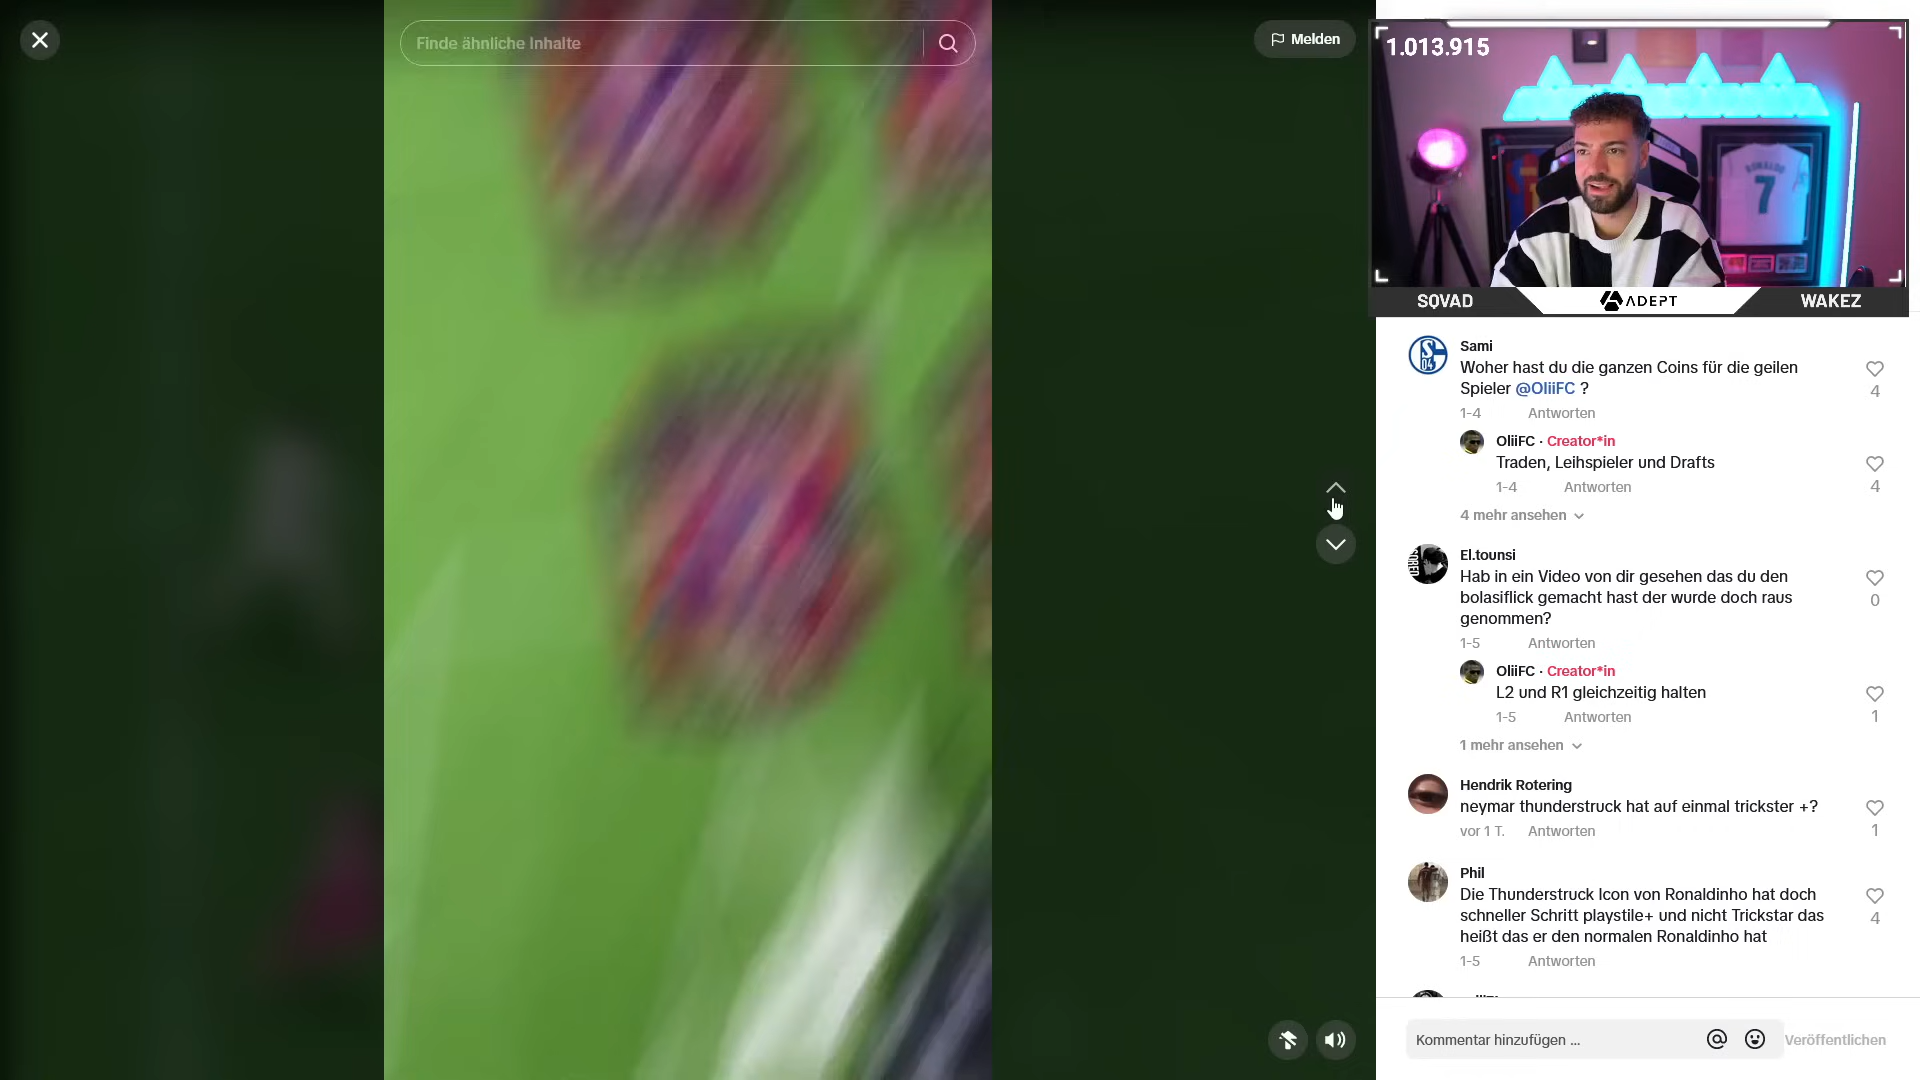 Finde ähnliche Inhalte
Melden
1.013.915
RONALDO
7
SQVAD
ADEPT
WAKEZ
Sami
Woher hast du die ganzen Coins für die geilen
Spieler @OliiFC ?
4
1-4 Antworten
OliiFC · Creator*in
Traden, Leihspieler und Drafts
4
1-4 Antworten
4 mehr ansehen
El.tounsi
Hab in ein Video von dir gesehen das du den
bolasiflick gemacht hast der wurde doch raus
genommen?
0
1-5 Antworten
OliiFC · Creator*in
L2 und R1 gleichzeitig halten
1
1-5 Antworten
1 mehr ansehen
Hendrik Rotering
neymar thunderstruck hat auf einmal trickster +?
1
vor 1 T. Antworten
Phil
Die Thunderstruck Icon von Ronaldinho hat doch
schneller Schritt playstile+ und nicht Trickstar das
heißt das er den normalen Ronaldinho hat
4
1-5 Antworten
Kommentar hinzufügen ...
Veröffentlichen